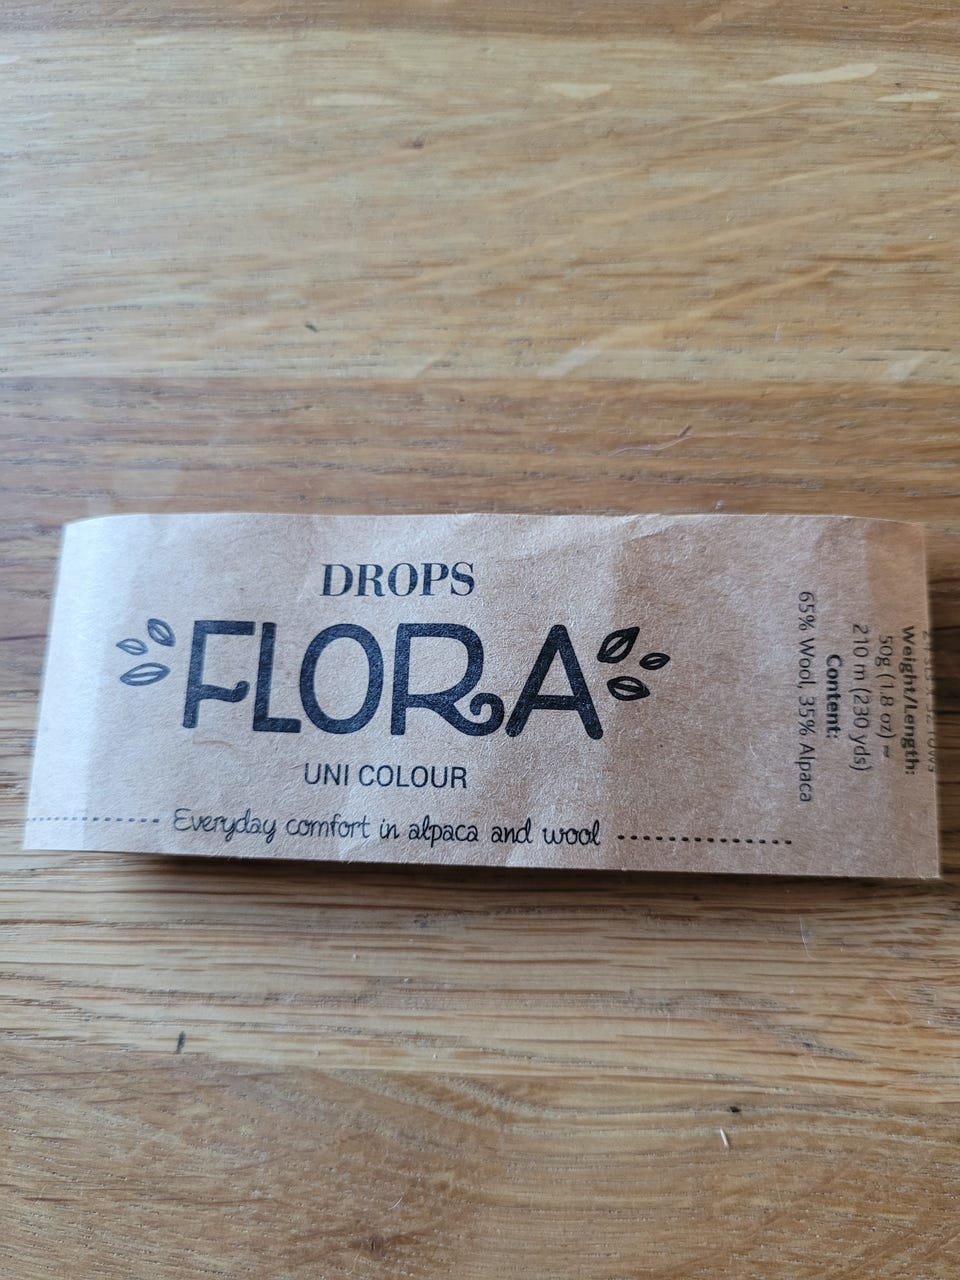 DROPS
FLORA
UNI COLOUR
Everyday comfort in alpaca and wool
Weight/Length:
50g (1.8 oz) =
210 m (230 yds)
Content:
65% Wool, 35% Alpaca